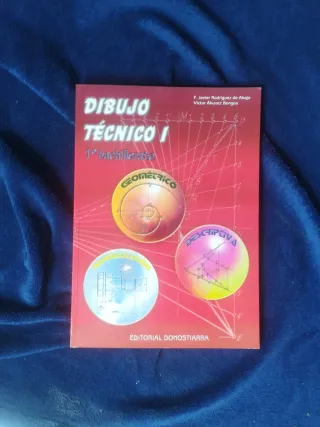 F. Javier Rodríguez de Abajo
Víctor Álvarez Bengoa
DIBUJO
TÉCNICO I
1º bachillerato
GEOMÉTRICO
DESCRIPTIVA
EDITORIAL DONOSTIARRA